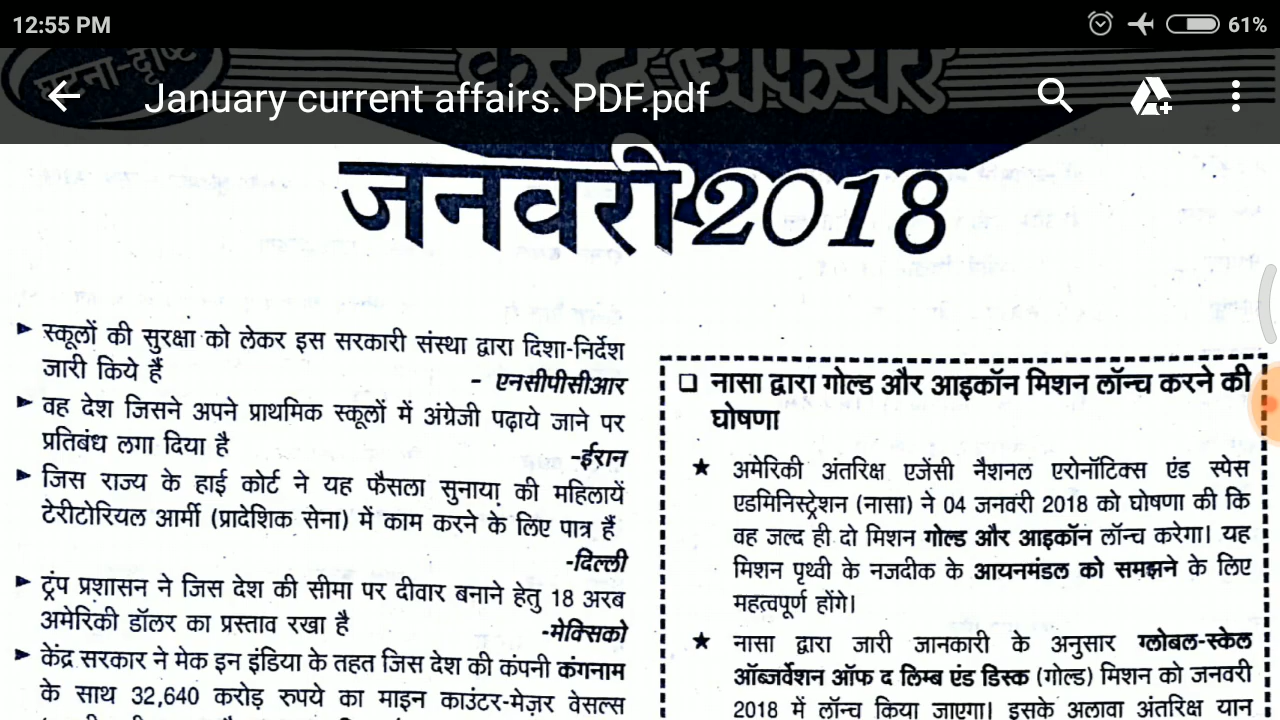 12:55 PM
61%
घटना-दृष्टि
करेंट अफेयर
January current affairs. PDF.pdf
जनवरी 2018
स्कूलों की सुरक्षा को लेकर इस सरकारी संस्था द्वारा दिशा-निर्देश
जारी किये हैं - एनसीपीसीआर
वह देश जिसने अपने प्राथमिक स्कूलों में अंग्रेजी पढ़ाये जाने पर
प्रतिबंध लगा दिया है -ईरान
जिस राज्य के हाई कोर्ट ने यह फैसला सुनाया की महिलायें
टेरीटोरियल आर्मी (प्रादेशिक सेना) में काम करने के लिए पात्र हैं
-दिल्ली
ट्रंप प्रशासन ने जिस देश की सीमा पर दीवार बनाने हेतु 18 अरब
अमेरिकी डॉलर का प्रस्ताव रखा है -मेक्सिको
केंद्र सरकार ने मेक इन इंडिया के तहत जिस देश की कंपनी कंगनाम
के साथ 32,640 करोड़ रुपये का माइन काउंटर-मेज़र वेसल्स
❑ नासा द्वारा गोल्ड और आइकॉन मिशन लॉन्च करने की
घोषणा
★ अमेरिकी अंतरिक्ष एजेंसी नैशनल एरोनॉटिक्स एंड स्पेस
एडमिनिस्ट्रेशन (नासा) ने 04 जनवरी 2018 को घोषणा की कि
वह जल्द ही दो मिशन गोल्ड और आइकॉन लॉन्च करेगा। यह
मिशन पृथ्वी के नजदीक के आयनमंडल को समझने के लिए
महत्वपूर्ण होंगे।
★ नासा द्वारा जारी जानकारी के अनुसार ग्लोबल-स्केल
ऑब्जर्वेशन ऑफ द लिम्ब एंड डिस्क (गोल्ड) मिशन को जनवरी
2018 में लॉन्च किया जाएगा। इसके अलावा अंतरिक्ष यान